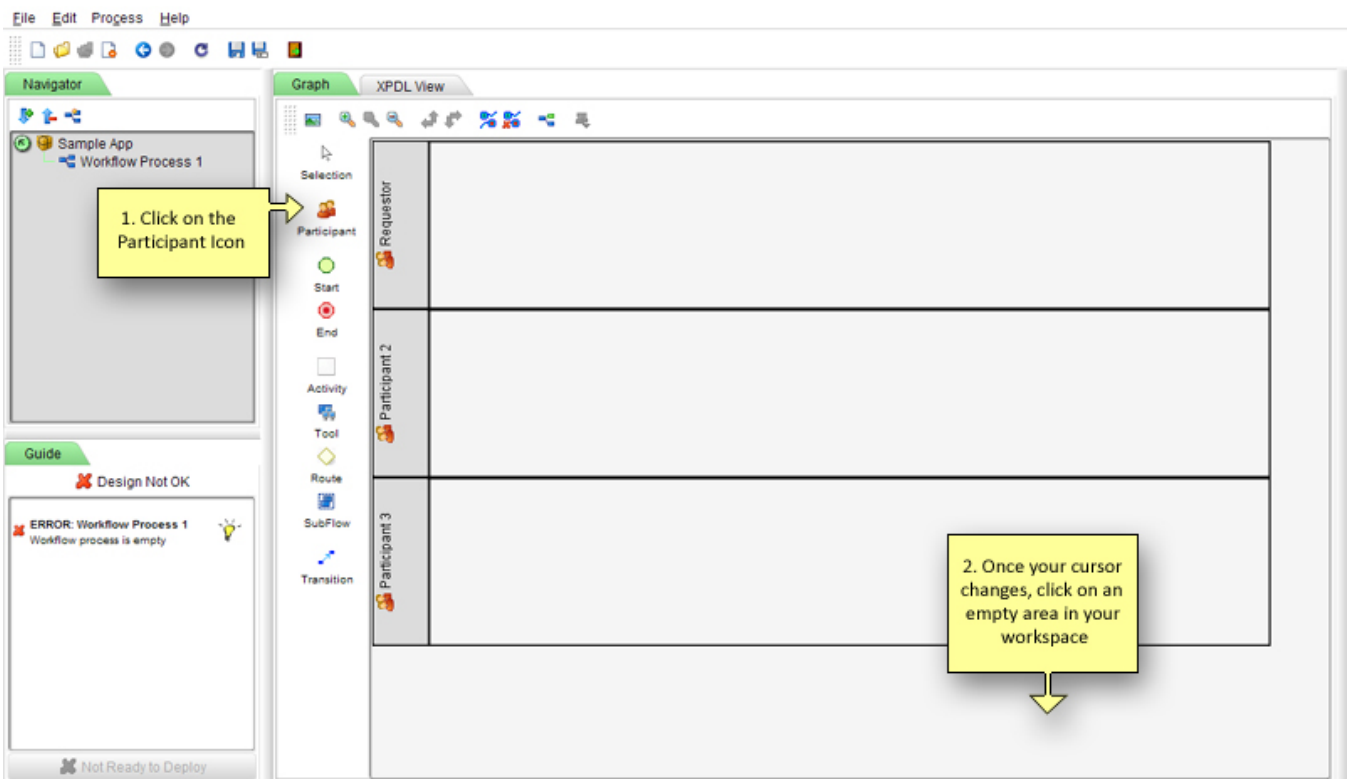 File Edit Process Help
Navigator
Graph
XPDL View
Sample App
Workflow Process 1
Selection
Participant
Start
End
Activity
Tool
Route
SubFlow
Transition
1. Click on the
Participant Icon
Requestor
Participant 2
Participant 3
2. Once your cursor
changes, click on an
empty area in your
workspace
Guide
Design Not OK
ERROR: Workflow Process 1
Workflow process is empty
Not Ready to Deploy